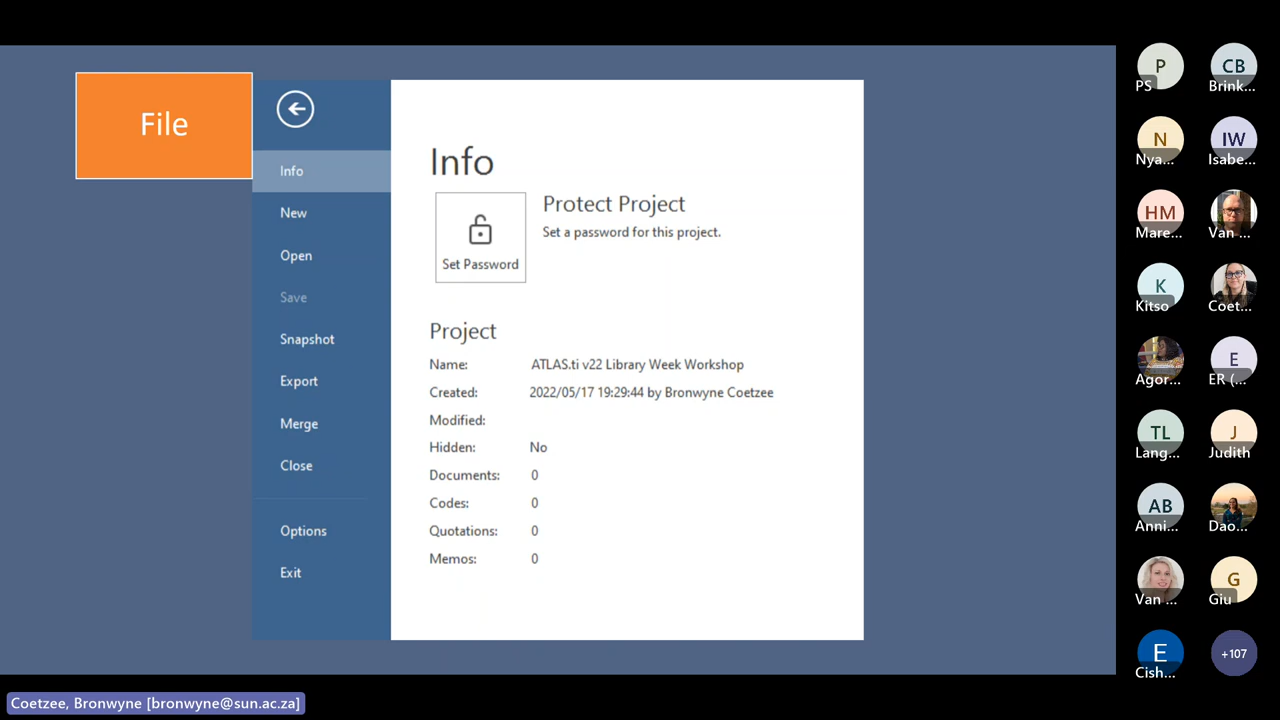 File
Info
New
Open
Save
Snapshot
Export
Merge
Close
Options
Exit
Info
Set Password
Protect Project
Set a password for this project.
Project
Name: ATLAS.ti v22 Library Week Workshop
Created: 2022/05/17 19:29:44 by Bronwyne Coetzee
Modified:
Hidden: No
Documents: 0
Codes: 0
Quotations: 0
Memos: 0
P
PS
CB
Brink...
N
Nya...
IW
Isabe...
HM
Mare...
Van ...
K
Kitso
Coet...
Agor...
E
ER (...
TL
Lang...
J
Judith
AB
Anni...
Dao...
Van ...
G
Giu
E
Cish...
+107
Coetzee, Bronwyne [bronwyne@sun.ac.za]